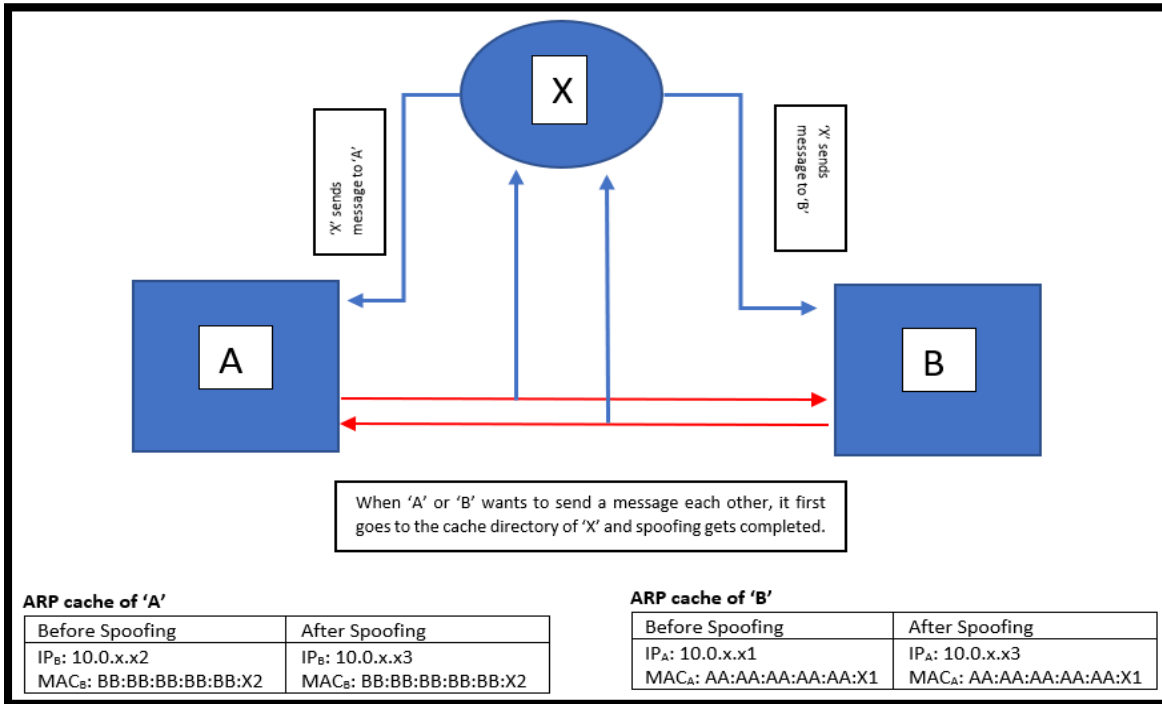 X
'X' sends
message to 'A'
'X' sends
message to 'B'
A
B
When 'A' or 'B' wants to send a message each other, it first
goes to the cache directory of 'X' and spoofing gets completed.
ARP cache of 'A'
Before Spoofing After Spoofing
IPB: 10.0.x.x2 IPB: 10.0.x.x3
MACB: BB:BB:BB:BB:BB:X2 MACB: BB:BB:BB:BB:BB:X2
ARP cache of 'B'
Before Spoofing After Spoofing
IPA: 10.0.x.x1 IPA: 10.0.x.x3
MACA: AA:AA:AA:AA:AA:X1 MACA: AA:AA:AA:AA:AA:X1